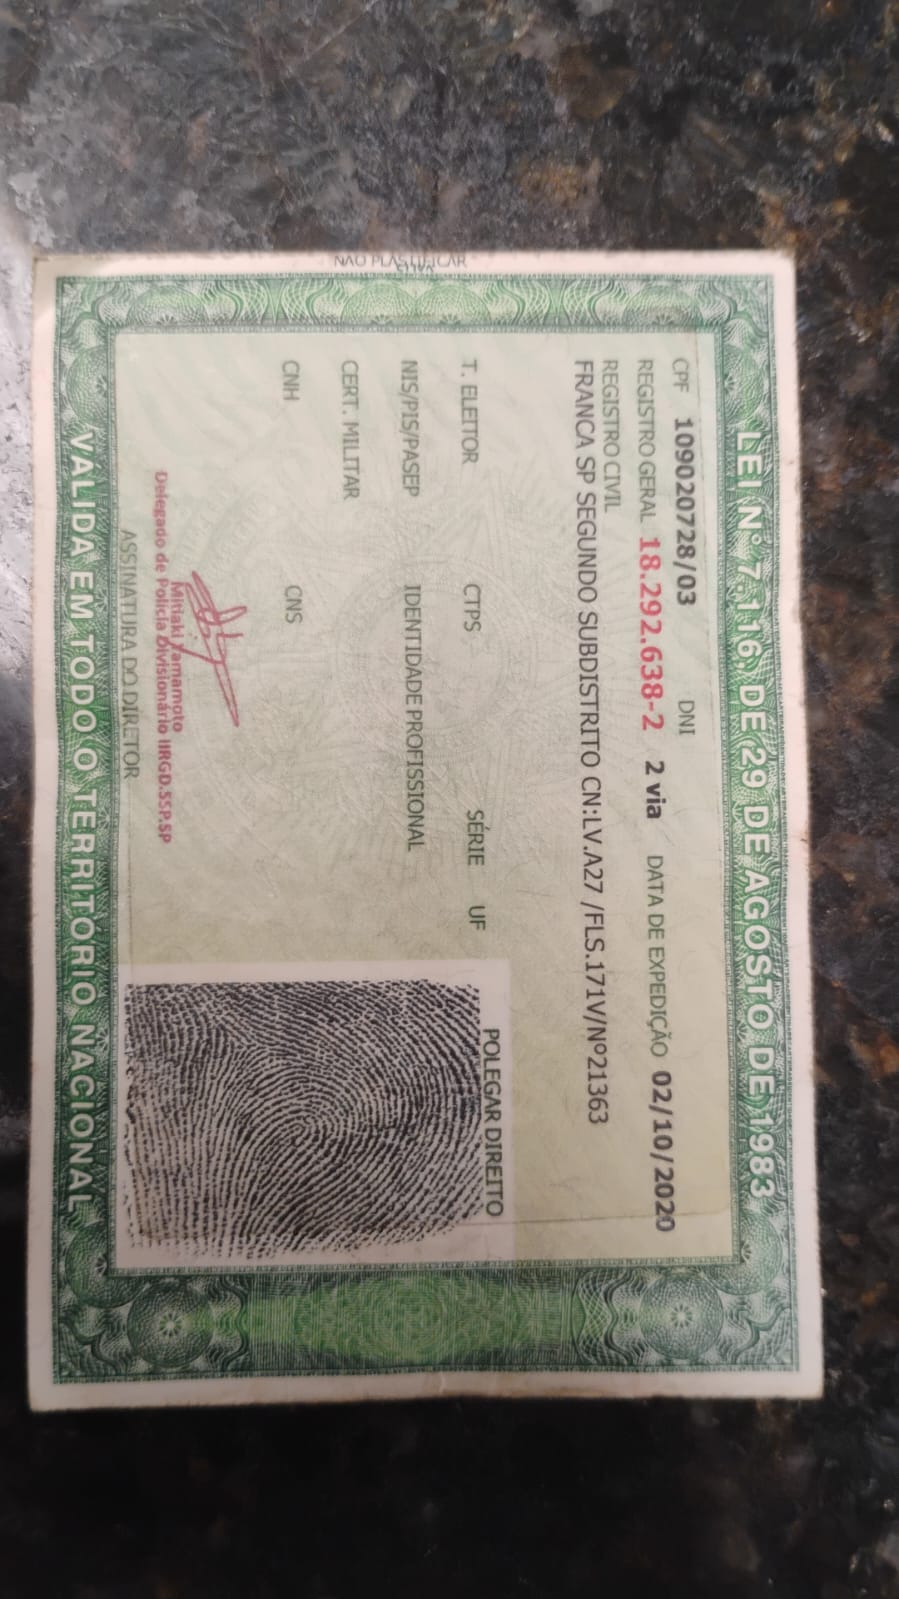 NÃO PLASTIFICAR
LEI Nº 7.116, DE 29 DE AGOSTO DE 1983
CPF 109020728/03 DNI
REGISTRO GERAL 18.292.638-2 2 via DATA DE EXPEDIÇÃO 02/10/2020
REGISTRO CIVIL
FRANCA SP SEGUNDO SUBDISTRITO CN:LV.A27 /FLS.171V/Nº21363
T. ELEITOR CTPS SÉRIE UF
POLEGAR DIREITO
NIS/PIS/PASEP IDENTIDADE PROFISSIONAL
CERT. MILITAR
CNH CNS
Mitiaki Yamamoto
Delegado de Polícia Divisionário IIRGD.SSP.SP
ASSINATURA DO DIRETOR
VALIDA EM TODO O TERRITÓRIO NACIONAL